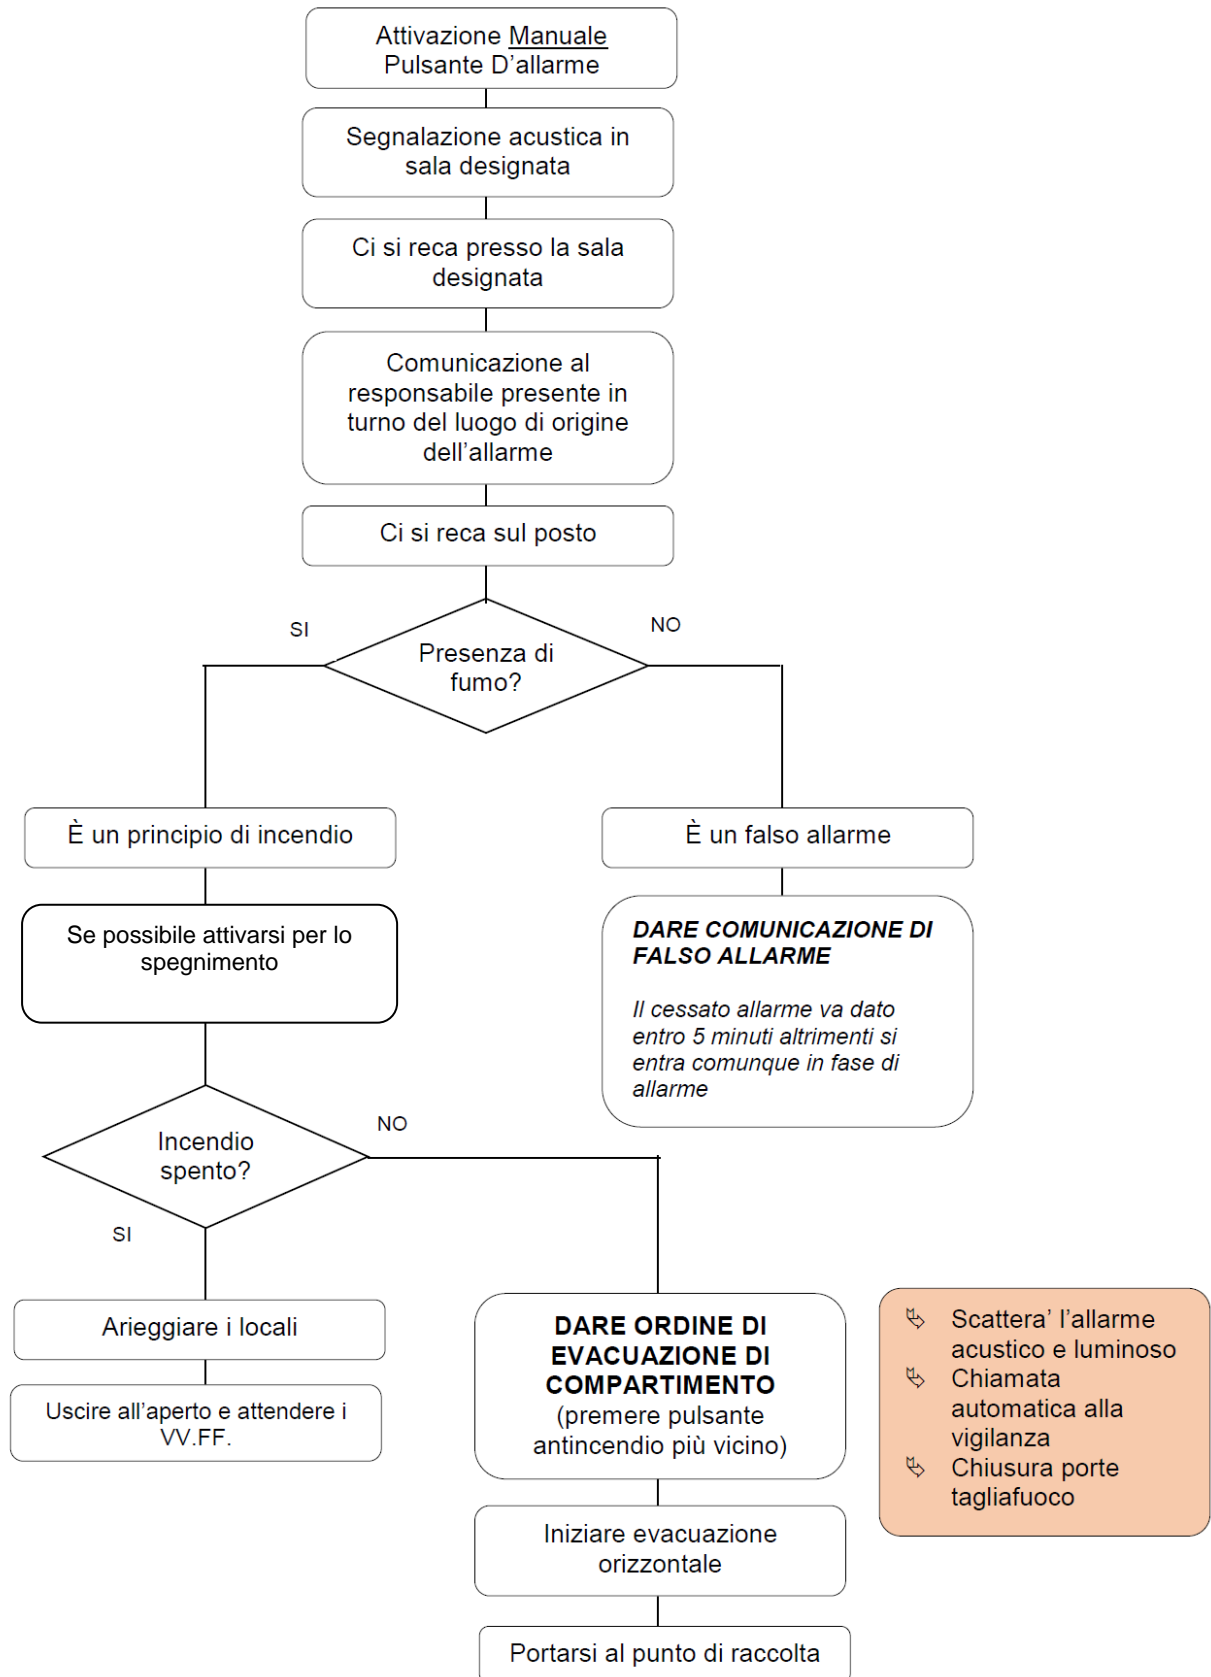 Attivazione Manuale
Pulsante D'allarme
Segnalazione acustica in
sala designata
Ci si reca presso la sala
designata
Comunicazione al
responsabile presente in
turno del luogo di origine
dell'allarme
Ci si reca sul posto
SI
NO
Presenza di
fumo?
È un principio di incendio
È un falso allarme
Se possibile attivarsi per lo
spegnimento
DARE COMUNICAZIONE DI
FALSO ALLARME
Il cessato allarme va dato
entro 5 minuti altrimenti si
entra comunque in fase di
allarme
NO
Incendio
spento?
SI
Arieggiare i locali
Uscire all'aperto e attendere i
VV.FF.
DARE ORDINE DI
EVACUAZIONE DI
COMPARTIMENTO
(premere pulsante
antincendio più vicino)
Scattera' l'allarme
acustico e luminoso
Chiamata
automatica alla
vigilanza
Chiusura porte
tagliafuoco
Iniziare evacuazione
orizzontale
Portarsi al punto di raccolta